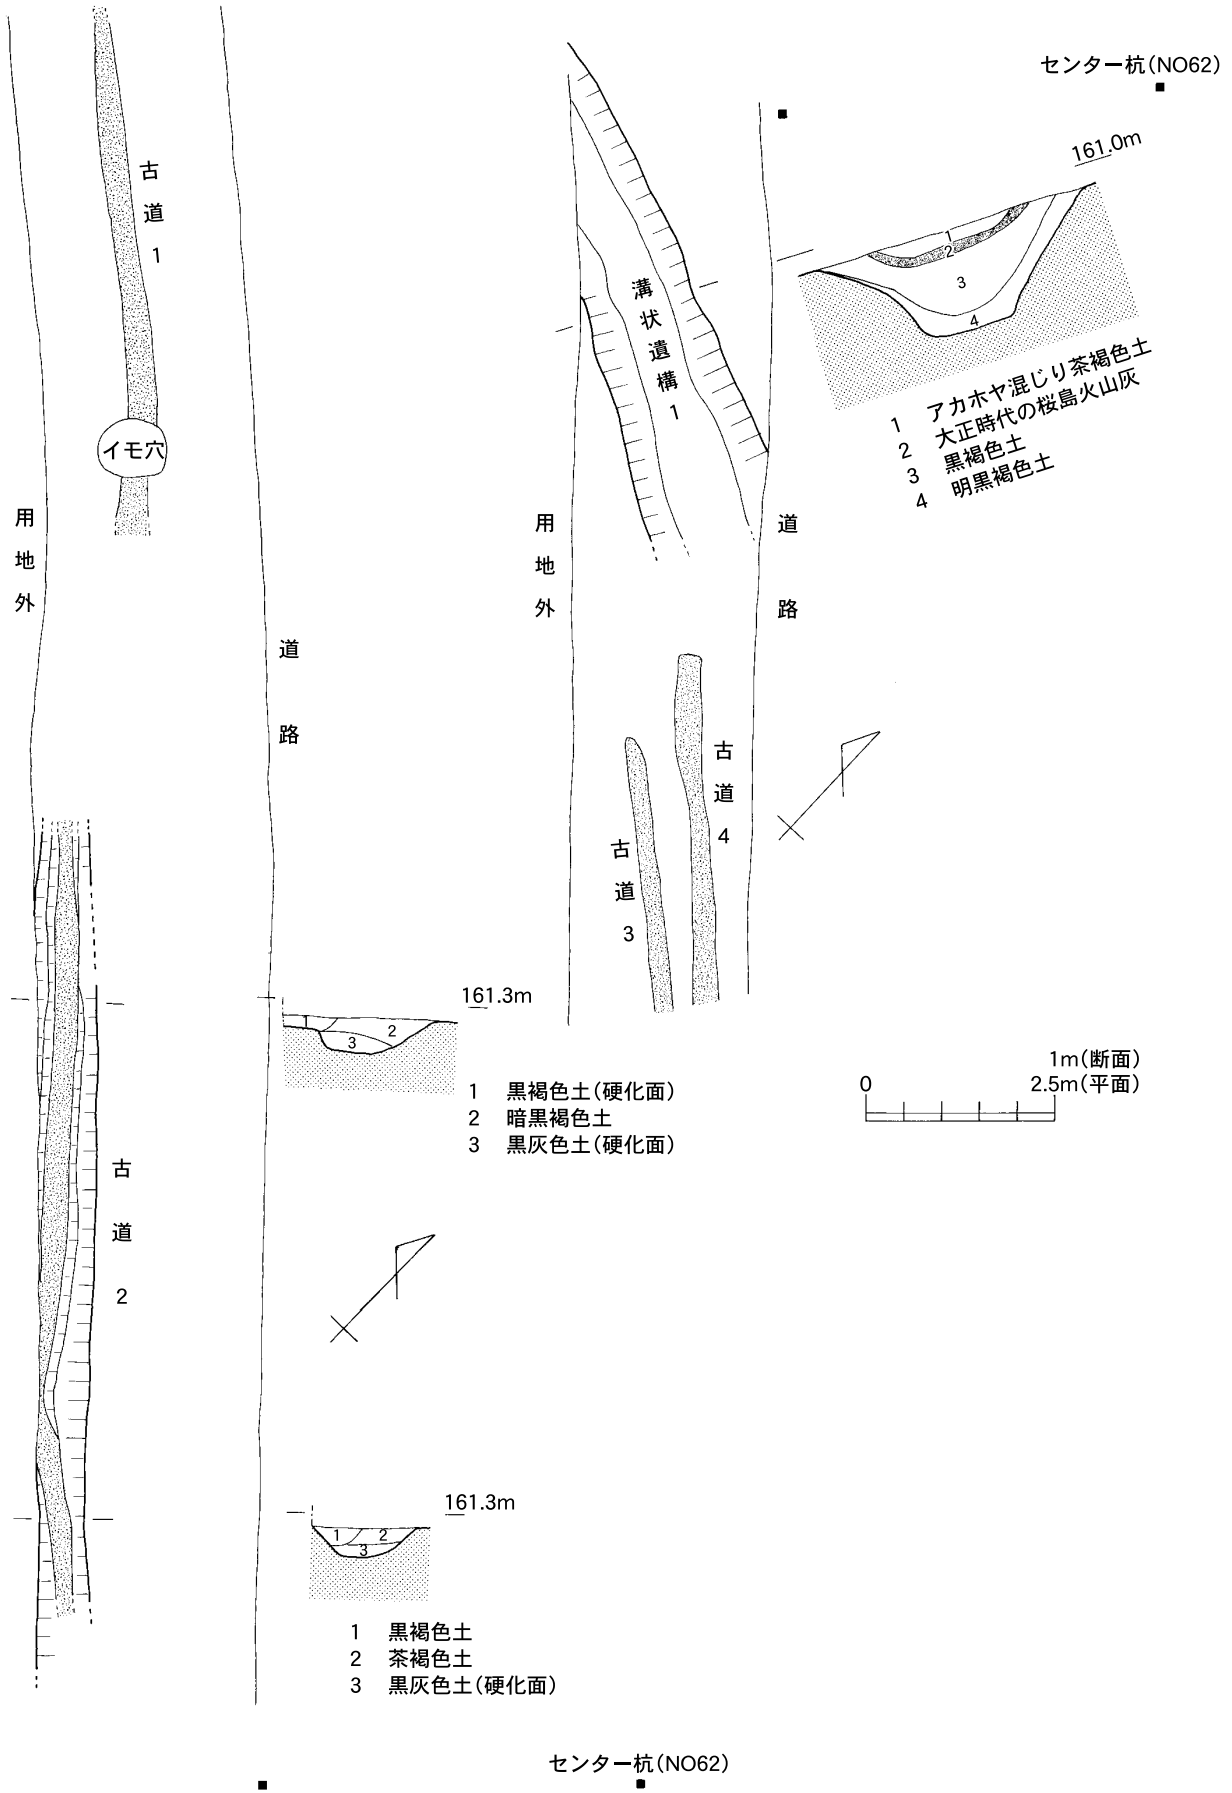 センター杭(NO62)
161.0m
1
2
3
4
1 アカホヤ混じり茶褐色土
2 大正時代の桜島火山灰
3 黒褐色土
4 明黒褐色土
古道1
イモ穴
用地外
道路
溝状遺構1
用地外
道路
古道3
古道4
161.3m
1
2
3
1 黒褐色土(硬化面)
2 暗黒褐色土
3 黒灰色土(硬化面)
1m(断面)
0 2.5m(平面)
古道2
161.3m
1
2
3
1 黒褐色土
2 茶褐色土
3 黒灰色土(硬化面)
センター杭(NO62)